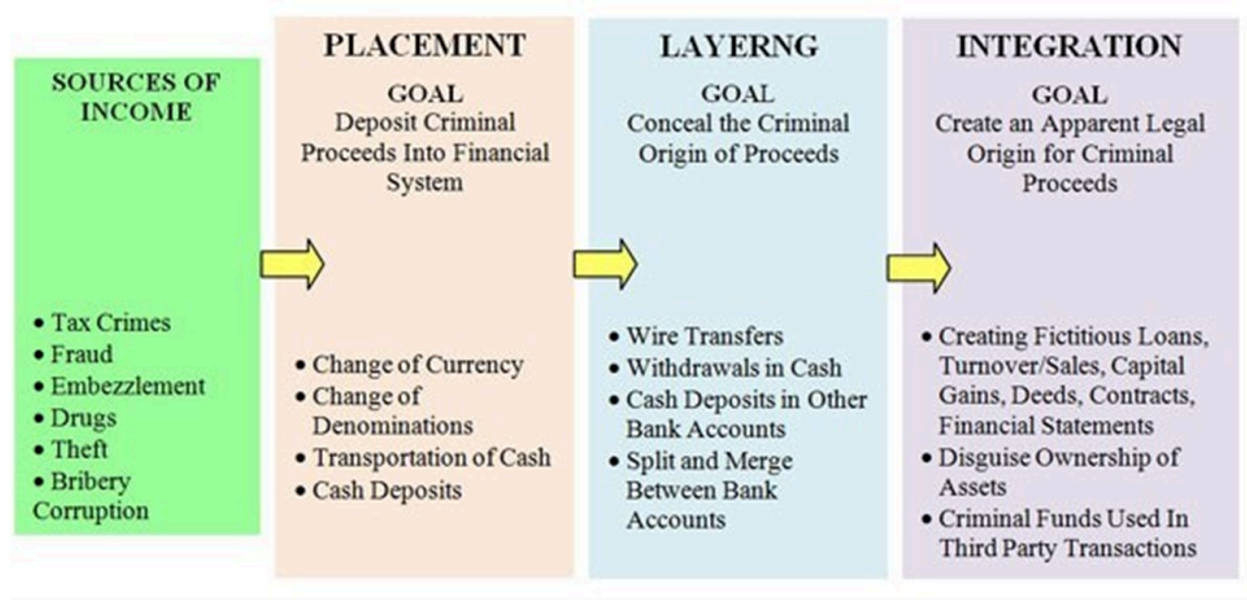 SOURCES OF
INCOME
• Tax Crimes
• Fraud
• Embezzlement
• Drugs
• Theft
• Bribery
Corruption
PLACEMENT
GOAL
Deposit Criminal
Proceeds Into Financial
System
• Change of Currency
• Change of
Denominations
• Transportation of Cash
• Cash Deposits
LAYERNG
GOAL
Conceal the Criminal
Origin of Proceeds
• Wire Transfers
• Withdrawals in Cash
• Cash Deposits in Other
Bank Accounts
• Split and Merge
Between Bank
Accounts
INTEGRATION
GOAL
Create an Apparent Legal
Origin for Criminal
Proceeds
• Creating Fictitious Loans,
Turnover/Sales, Capital
Gains, Deeds, Contracts,
Financial Statements
• Disguise Ownership of
Assets
• Criminal Funds Used In
Third Party Transactions